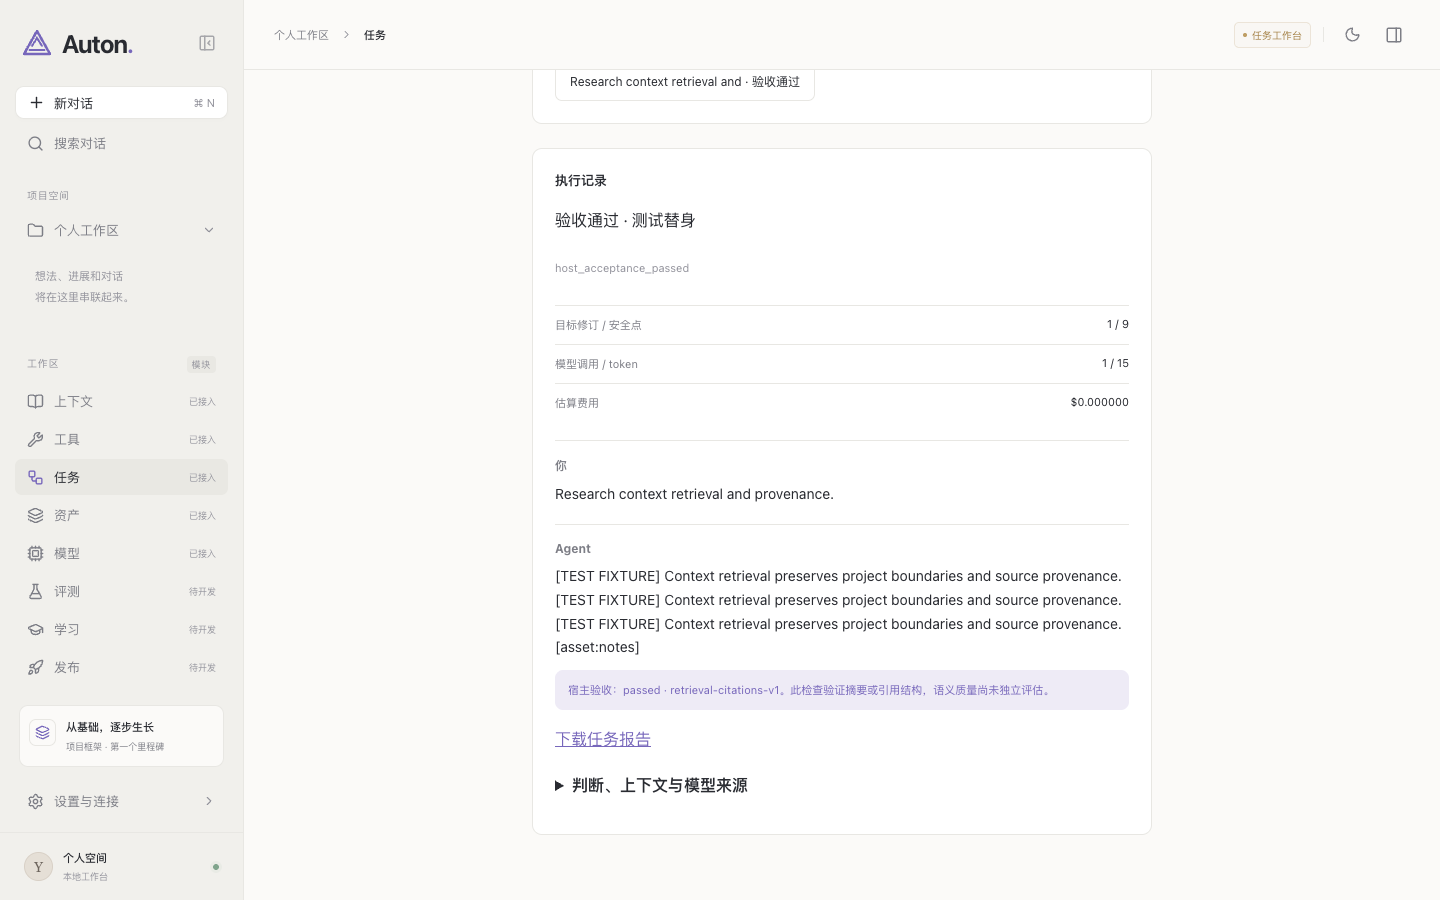 Auton.
新对话
⌘ N
搜索对话
项目空间
个人工作区
想法、进展和对话
将在这里串联起来。
工作区
模块
上下文
已接入
工具
已接入
任务
已接入
资产
已接入
模型
已接入
评测
待开发
学习
待开发
发布
待开发
从基础，逐步生长
项目框架 · 第一个里程碑
设置与连接
Y
个人空间
本地工作台
个人工作区
任务
任务工作台
Research context retrieval and · 验收通过
执行记录
验收通过 · 测试替身
host_acceptance_passed
目标修订 / 安全点
1 / 9
模型调用 / token
1 / 15
估算费用
$0.000000
你
Research context retrieval and provenance.
Agent
[TEST FIXTURE] Context retrieval preserves project boundaries and source provenance.
[TEST FIXTURE] Context retrieval preserves project boundaries and source provenance.
[TEST FIXTURE] Context retrieval preserves project boundaries and source provenance.
[asset:notes]
宿主验收：passed · retrieval-citations-v1。此检查验证摘要或引用结构，语义质量尚未独立评估。
下载任务报告
判断、上下文与模型来源